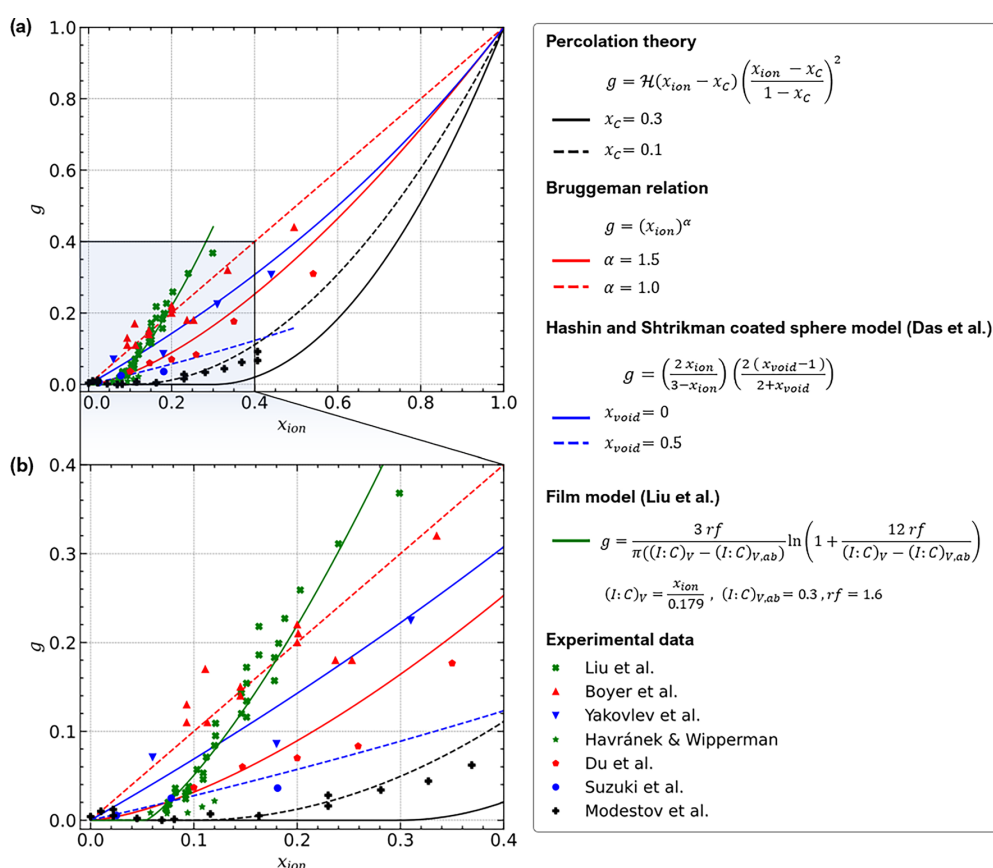 (a)
1.0
0.8
0.6
0.4
0.2
0.0
g
0.0 0.2 0.4 0.6 0.8 1.0
x_ion
(b)
0.4
0.3
0.2
0.1
0.0
g
0.0 0.1 0.2 0.3 0.4
x_ion
Percolation theory
g = ℋ(x_ion − x_C) ((x_ion − x_C)/(1 − x_C))^2
x_C = 0.3
x_C = 0.1
Bruggeman relation
g = (x_ion)^α
α = 1.5
α = 1.0
Hashin and Shtrikman coated sphere model (Das et al.)
g = (2 x_ion/(3−x_ion)) (2 ( x_void−1 )/(2+x_void))
x_void = 0
x_void = 0.5
Film model (Liu et al.)
g = 3 rf/(π((I:C)_V − (I:C)_V,ab)) ln(1 + 12 rf/((I:C)_V − (I:C)_V,ab))
(I:C)_V = x_ion/0.179 , (I:C)_V,ab = 0.3 , rf = 1.6
Experimental data
Liu et al.
Boyer et al.
Yakovlev et al.
Havránek & Wipperman
Du et al.
Suzuki et al.
Modestov et al.